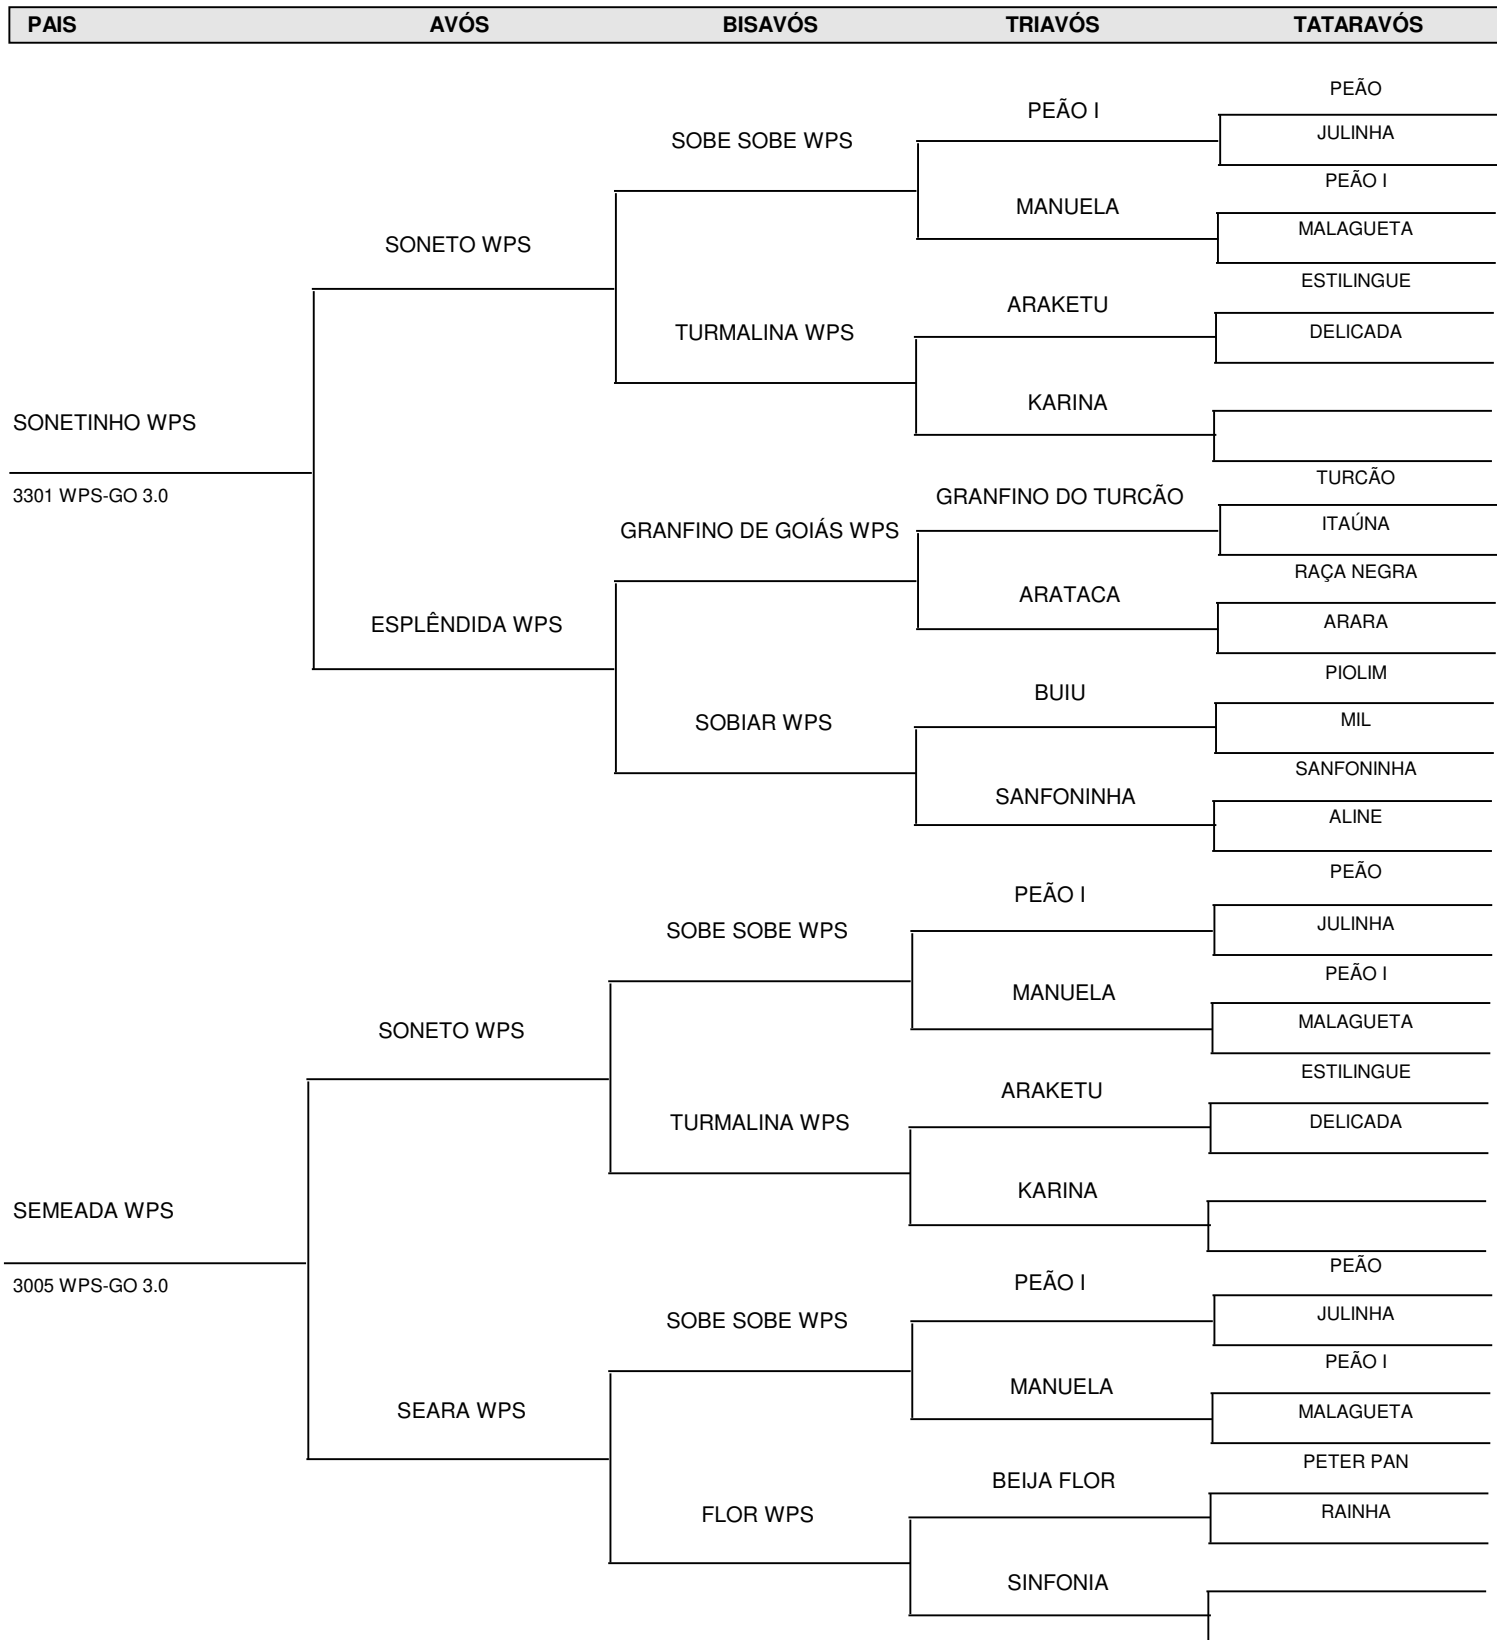 PAIS AVÓS BISAVÓS TRIAVÓS TATARAVÓS
PEÃO
PEÃO I
JULINHA
SOBE SOBE WPS
PEÃO I
MANUELA
MALAGUETA
SONETO WPS
ESTILINGUE
ARAKETU
DELICADA
TURMALINA WPS
KARINA
SONETINHO WPS
TURCÃO
3301 WPS-GO 3.0
GRANFINO DO TURCÃO
ITAÚNA
GRANFINO DE GOIÁS WPS
RAÇA NEGRA
ARATACA
ARARA
ESPLÊNDIDA WPS
PIOLIM
BUIU
MIL
SOBIAR WPS
SANFONINHA
SANFONINHA
ALINE
PEÃO
PEÃO I
JULINHA
SOBE SOBE WPS
PEÃO I
MANUELA
MALAGUETA
SONETO WPS
ESTILINGUE
ARAKETU
DELICADA
TURMALINA WPS
KARINA
SEMEADA WPS
PEÃO
3005 WPS-GO 3.0
PEÃO I
JULINHA
SOBE SOBE WPS
PEÃO I
MANUELA
MALAGUETA
SEARA WPS
PETER PAN
BEIJA FLOR
RAINHA
FLOR WPS
SINFONIA